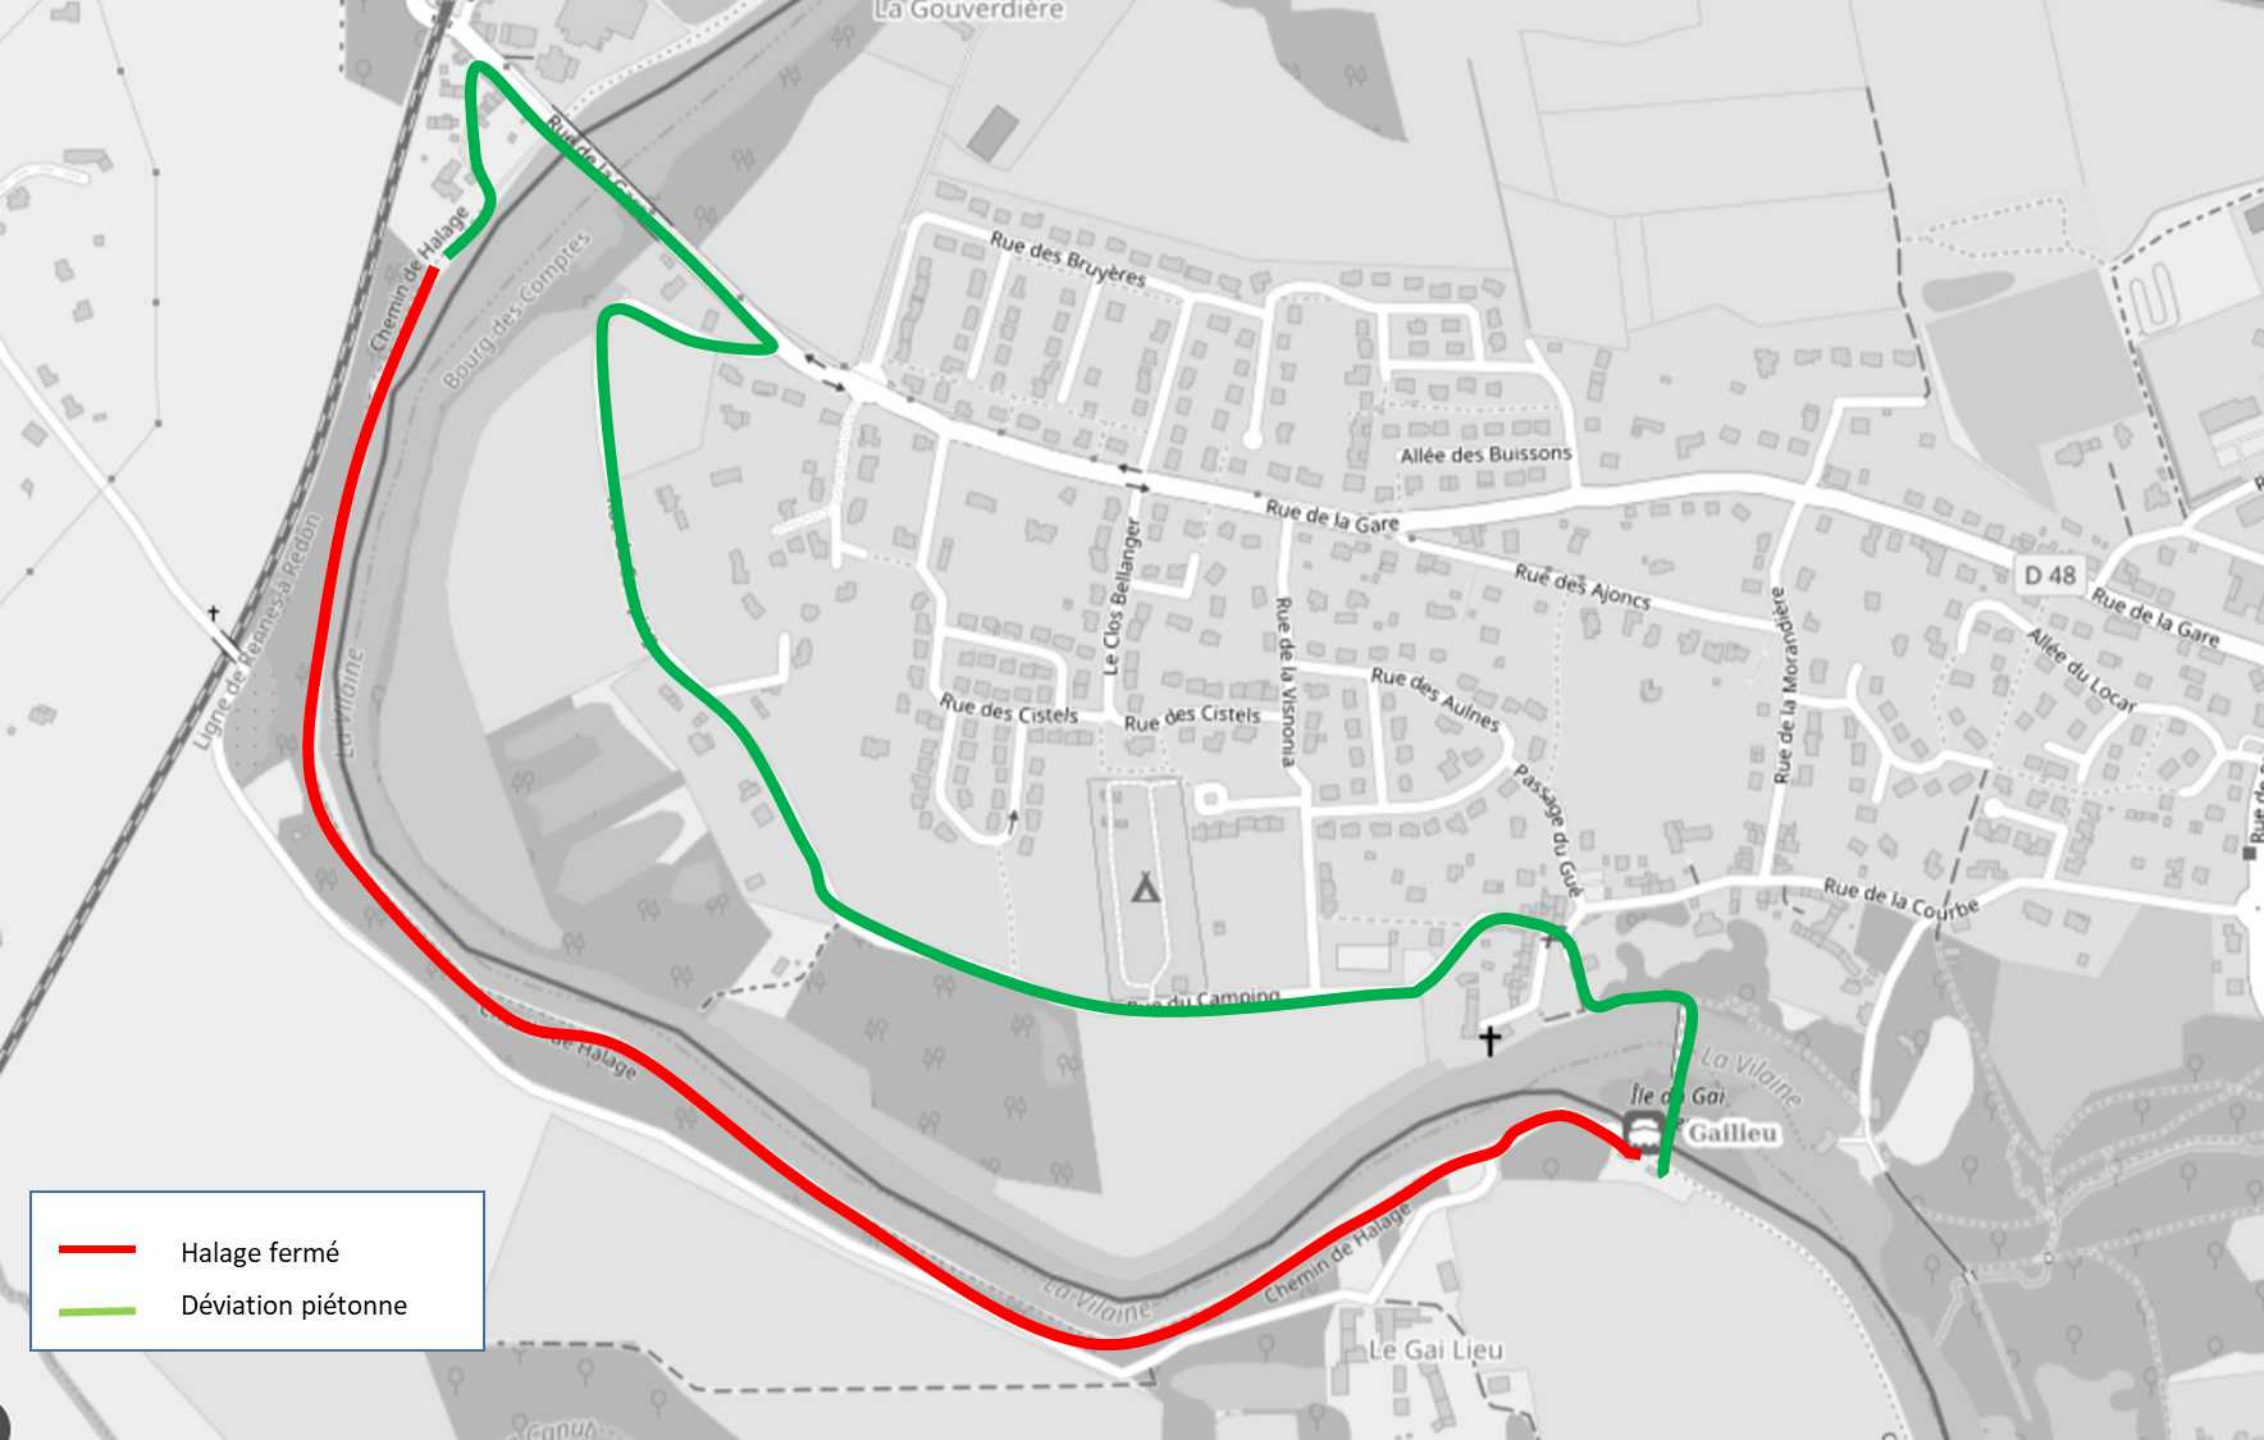 La Gouverdière
Rue de la Gare
Chemin de Halage
Bourg-des-Comptes
Rue des Bruyères
Allée des Buissons
Rue de la Gare
Rue des Ajoncs
D 48
Rue de la Gare
Allée du Locar
Le Clos Bellanger
Rue de la Visnonia
Rue de la Morandière
Ligne de Rennes à Redon
La Vilaine
Rue des Cistels
Rue des Cistels
Rue des Aulnes
Passage du Gué
Rue de la Courbe
Rue de
du Camping
de Halage
La Vilaine
Île du Gai
Gailieu
La Vilaine
Chemin de Halage
Le Gai Lieu
Canut
Halage fermé
Déviation piétonne